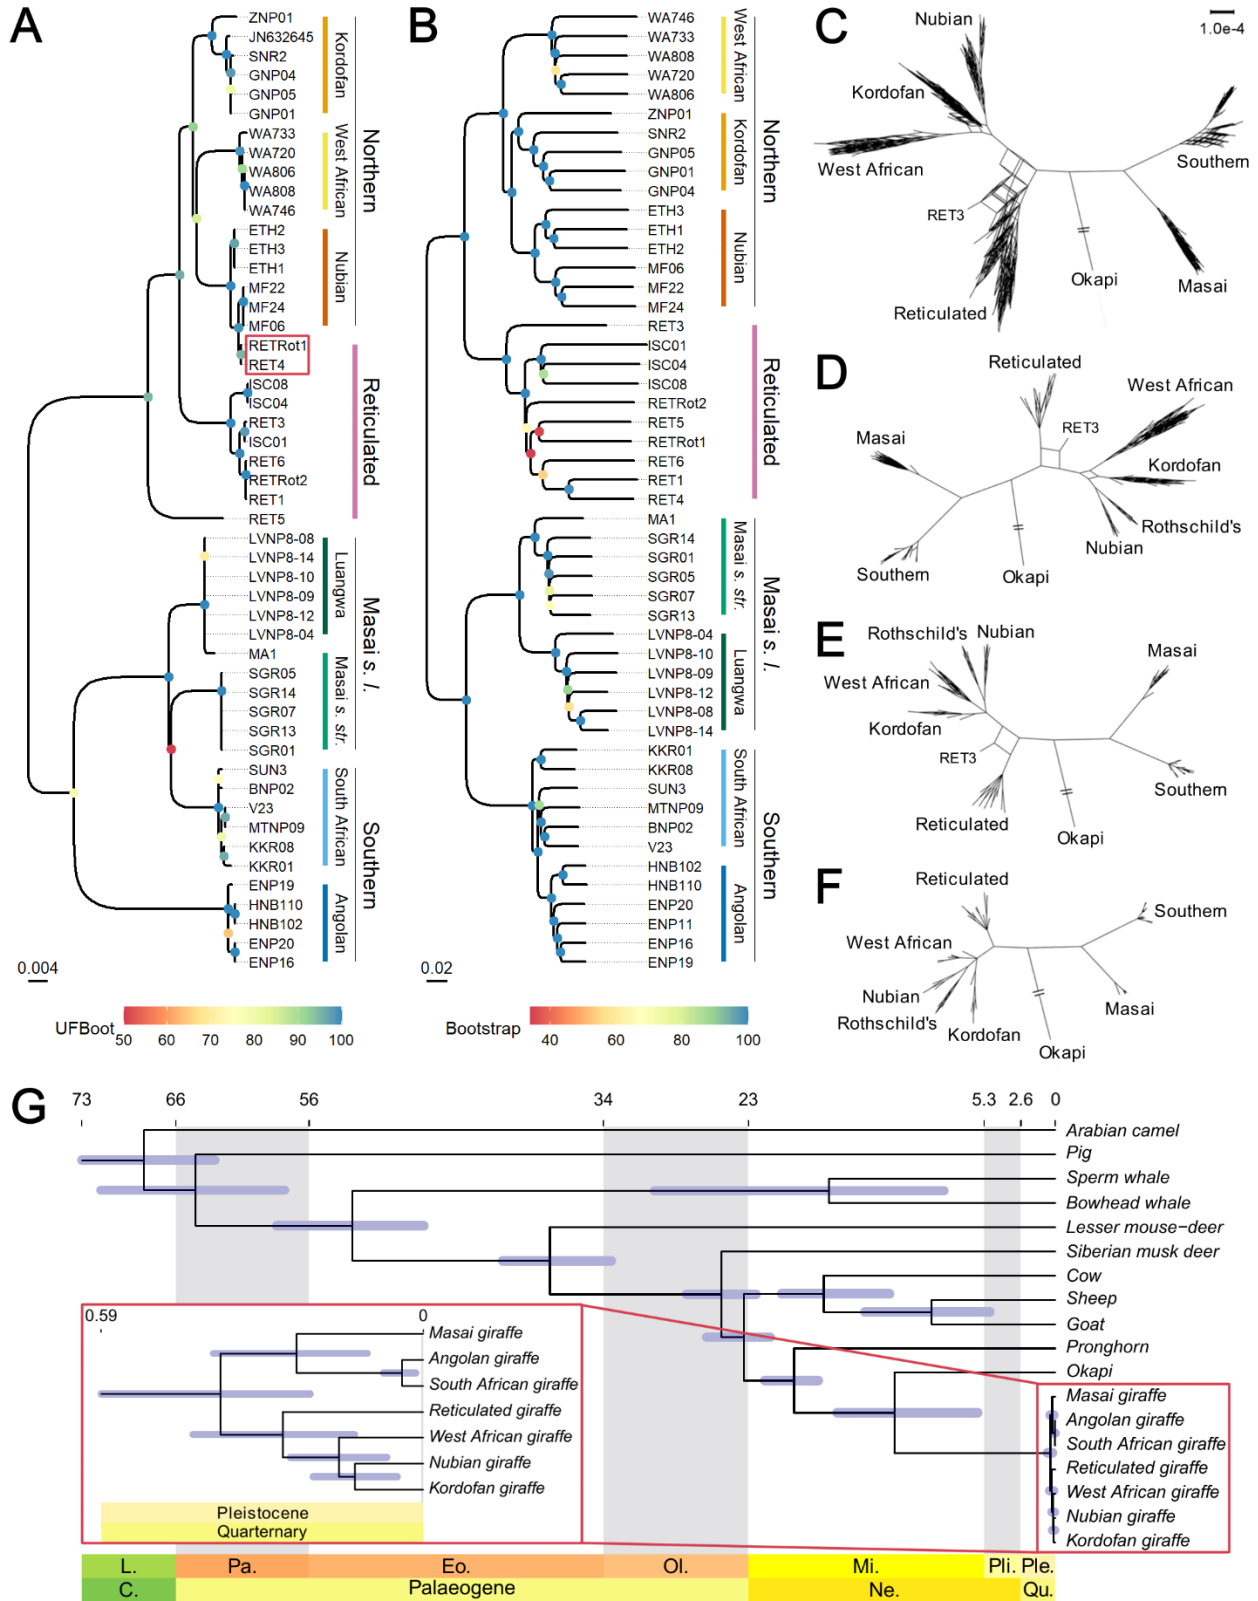 A
ZNP01
JN632645
SNR2
GNP04
GNP05
GNP01
WA733
WA720
WA806
WA808
WA746
ETH2
ETH3
ETH1
MF22
MF24
MF06
RETRot1
RET4
ISC08
ISC04
RET3
ISC01
RET6
RETRot2
RET1
RET5
LVNP8-08
LVNP8-14
LVNP8-10
LVNP8-09
LVNP8-12
LVNP8-04
MA1
SGR05
SGR14
SGR07
SGR13
SGR01
SUN3
BNP02
V23
MTNP09
KKR08
KKR01
ENP19
HNB110
HNB102
ENP20
ENP16
Kordofan
West African
Nubian
Northern
Reticulated
Luangwa
Masai s. str.
Masai s. l.
South African
Angolan
Southern
0.004
UFBoot
50 60 70 80 90 100
B
WA746
WA733
WA808
WA720
WA806
ZNP01
SNR2
GNP05
GNP01
GNP04
ETH3
ETH1
ETH2
MF06
MF22
MF24
RET3
ISC01
ISC04
ISC08
RETRot2
RET5
RETRot1
RET6
RET1
RET4
MA1
SGR14
SGR01
SGR05
SGR07
SGR13
LVNP8-04
LVNP8-10
LVNP8-09
LVNP8-12
LVNP8-08
LVNP8-14
KKR01
KKR08
SUN3
MTNP09
BNP02
V23
HNB102
HNB110
ENP20
ENP11
ENP16
ENP19
West African
Kordofan
Nubian
Northern
Reticulated
Masai s. str.
Luangwa
Masai s. l.
South African
Angolan
Southern
0.02
Bootstrap
40 60 80 100
C
1.0e-4
Nubian
Kordofan
West African
RET3
Reticulated
Okapi
Masai
Southern
D
Reticulated
West African
RET3
Masai
Kordofan
Rothschild's
Nubian
Southern
Okapi
E
Rothschild's
Nubian
Masai
West African
Kordofan
RET3
Southern
Reticulated
Okapi
F
Reticulated
Southern
West African
Nubian
Rothschild's
Masai
Kordofan
Okapi
G
73 66 56 34 23 5.3 2.6 0
Arabian camel
Pig
Sperm whale
Bowhead whale
Lesser mouse−deer
Siberian musk deer
Cow
Sheep
Goat
Pronghorn
Okapi
Masai giraffe
Angolan giraffe
South African giraffe
Reticulated giraffe
West African giraffe
Nubian giraffe
Kordofan giraffe
0.59 0
Masai giraffe
Angolan giraffe
South African giraffe
Reticulated giraffe
West African giraffe
Nubian giraffe
Kordofan giraffe
Pleistocene
Quarternary
L. Pa. Eo. Ol. Mi. Pli. Ple.
C. Palaeogene Ne. Qu.